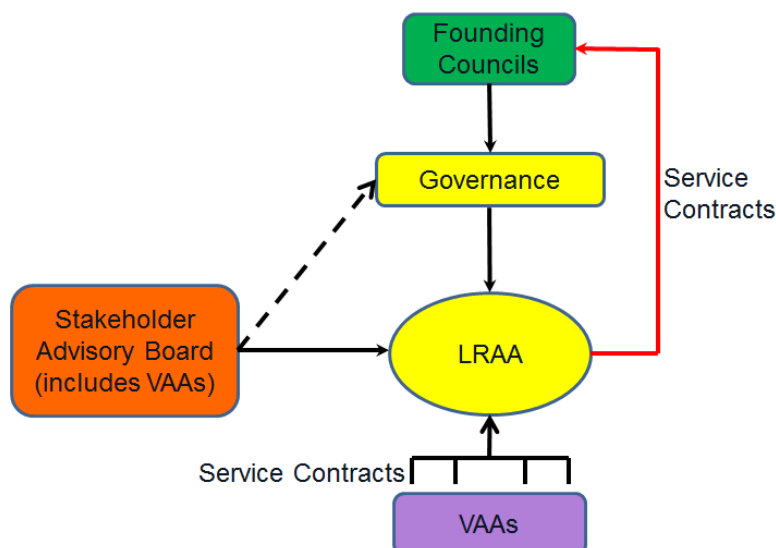 Founding
Councils
Governance
Service
Contracts
Stakeholder
Advisory Board
(includes VAAs)
LRAA
Service Contracts
VAAs